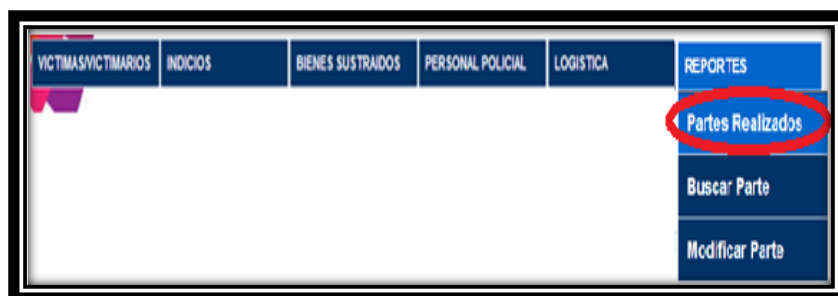 VICTIMAS/VICTIMARIOS INDICIOS BIENES SUSTRAIDOS PERSONAL POLICIAL LOGISTICA REPORTES
Partes Realizados
Buscar Parte
Modificar Parte